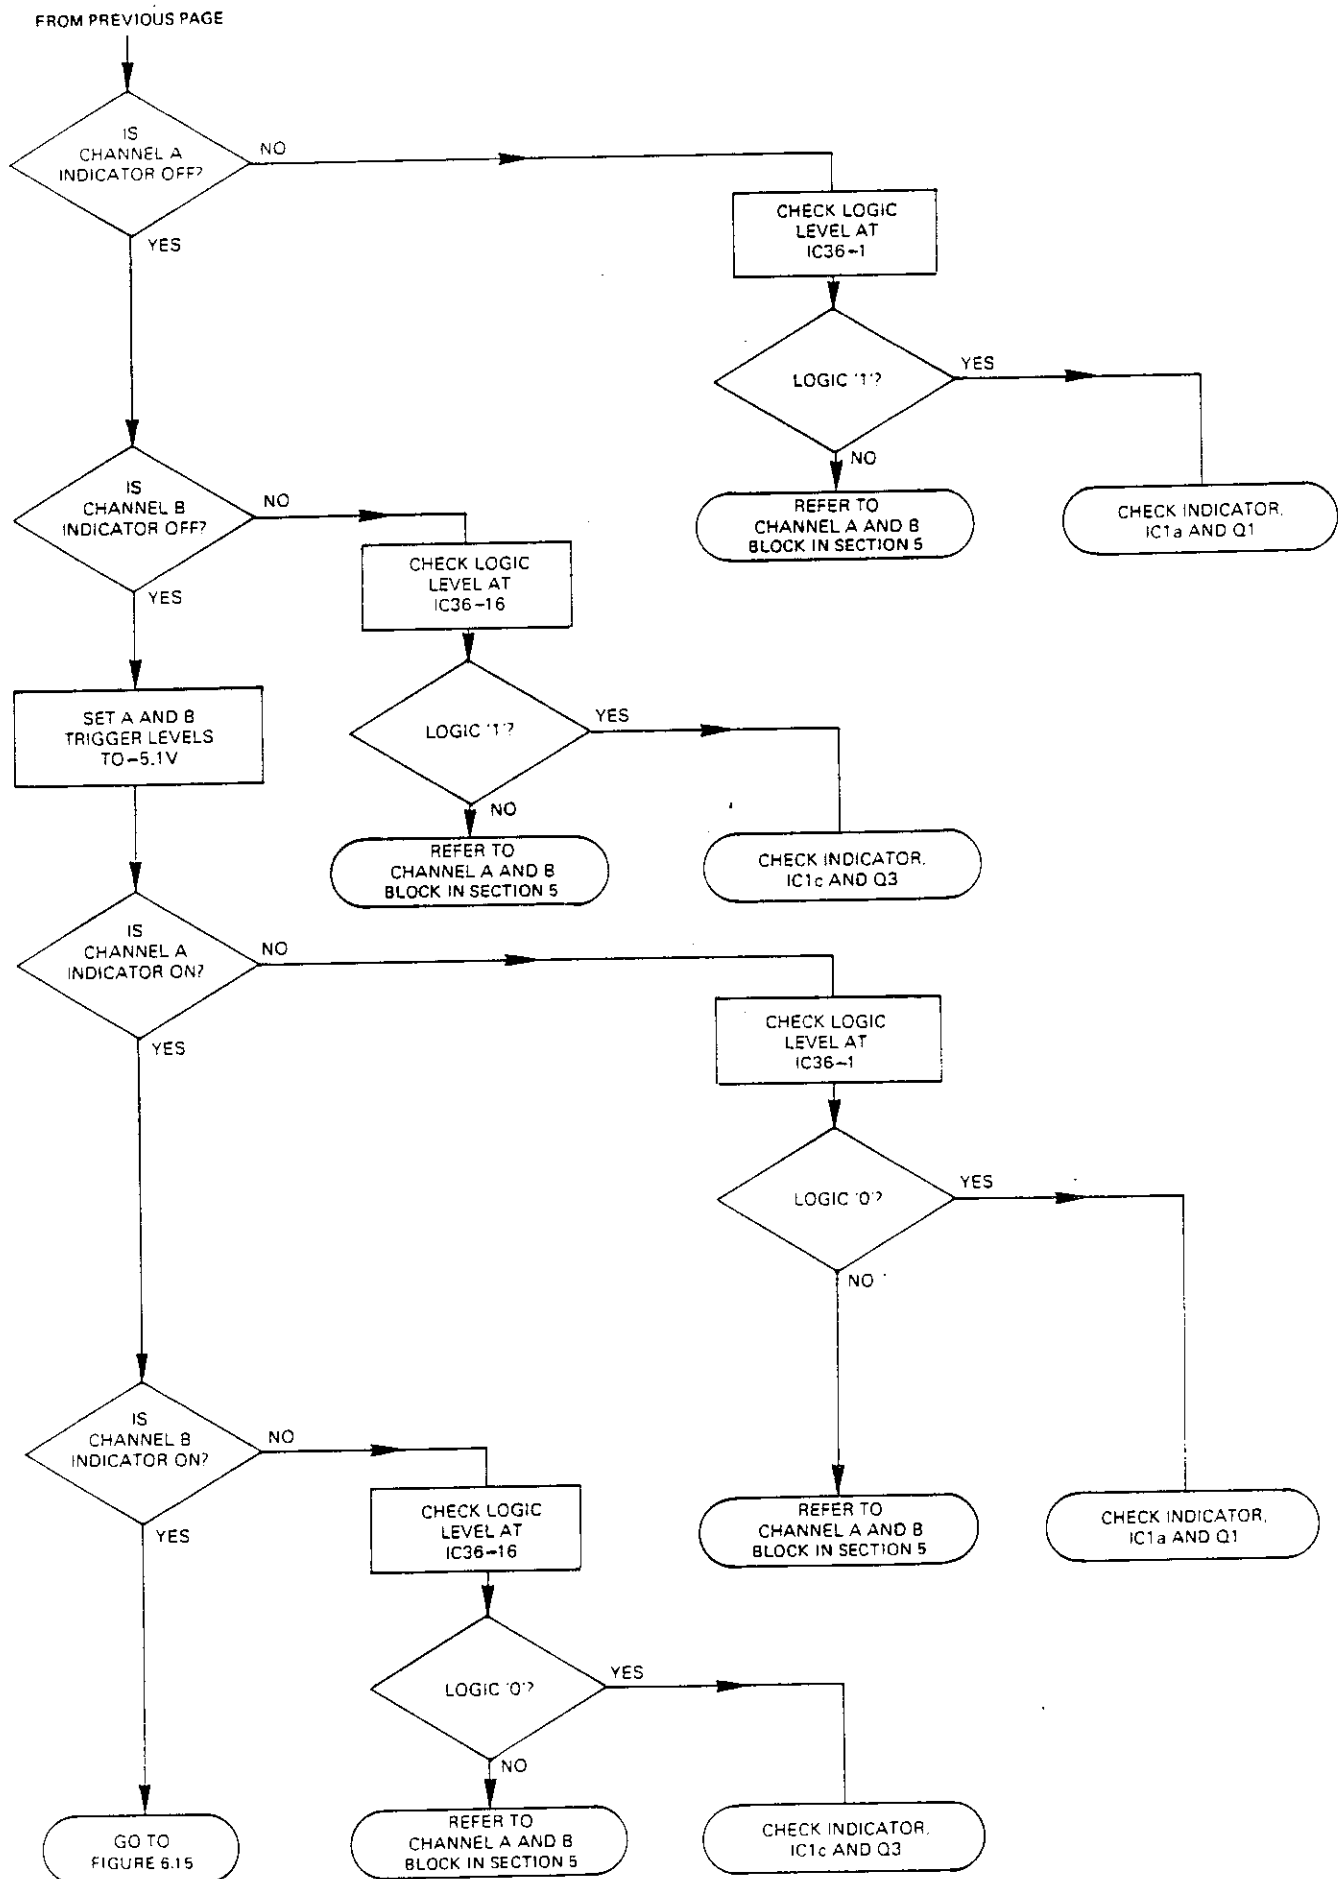 FROM PREVIOUS PAGE
IS
CHANNEL A
INDICATOR OFF?
NO
YES
CHECK LOGIC
LEVEL AT
IC36-1
LOGIC '1'?
YES
NO
REFER TO
CHANNEL A AND B
BLOCK IN SECTION 5
CHECK INDICATOR,
IC1a AND Q1
IS
CHANNEL B
INDICATOR OFF?
NO
YES
CHECK LOGIC
LEVEL AT
IC36-16
LOGIC '1'?
YES
NO
REFER TO
CHANNEL A AND B
BLOCK IN SECTION 5
CHECK INDICATOR,
IC1c AND Q3
SET A AND B
TRIGGER LEVELS
TO-5.1V
IS
CHANNEL A
INDICATOR ON?
NO
YES
CHECK LOGIC
LEVEL AT
IC36-1
LOGIC '0'?
YES
NO
REFER TO
CHANNEL A AND B
BLOCK IN SECTION 5
CHECK INDICATOR,
IC1a AND Q1
IS
CHANNEL B
INDICATOR ON?
NO
YES
CHECK LOGIC
LEVEL AT
IC36-16
LOGIC '0'?
YES
NO
REFER TO
CHANNEL A AND B
BLOCK IN SECTION 5
CHECK INDICATOR,
IC1c AND Q3
GO TO
FIGURE 6.15